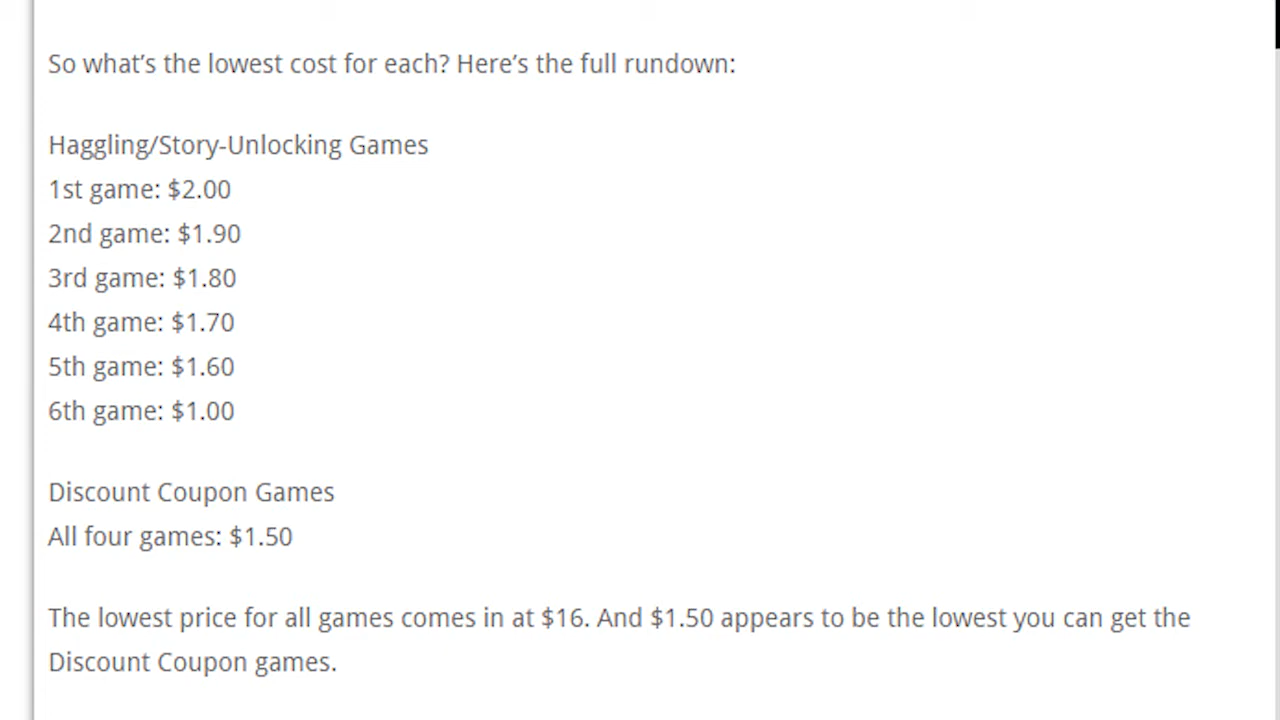 So what’s the lowest cost for each? Here’s the full rundown:
Haggling/Story-Unlocking Games
1st game: $2.00
2nd game: $1.90
3rd game: $1.80
4th game: $1.70
5th game: $1.60
6th game: $1.00
Discount Coupon Games
All four games: $1.50
The lowest price for all games comes in at $16. And $1.50 appears to be the lowest you can get the
Discount Coupon games.